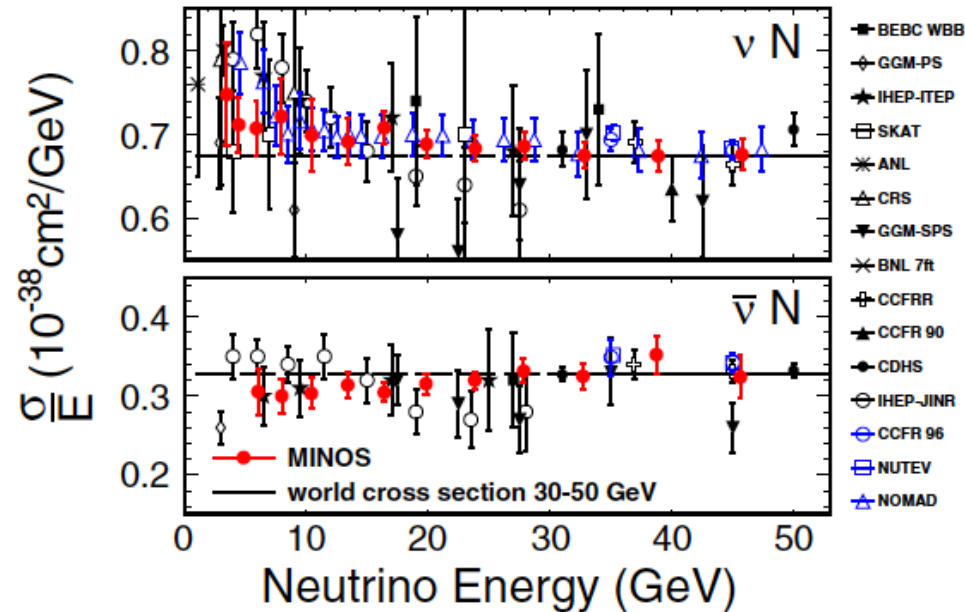 ν N
0.8
0.7
0.6
σ/E (10⁻³⁸cm²/GeV)
ν̅ N
0.4
0.3
0.2
MINOS
world cross section 30-50 GeV
0 10 20 30 40 50
Neutrino Energy (GeV)
BEBC WBB
GGM-PS
IHEP-ITEP
SKAT
ANL
CRS
GGM-SPS
BNL 7ft
CCFRR
CCFR 90
CDHS
IHEP-JINR
CCFR 96
NUTEV
NOMAD